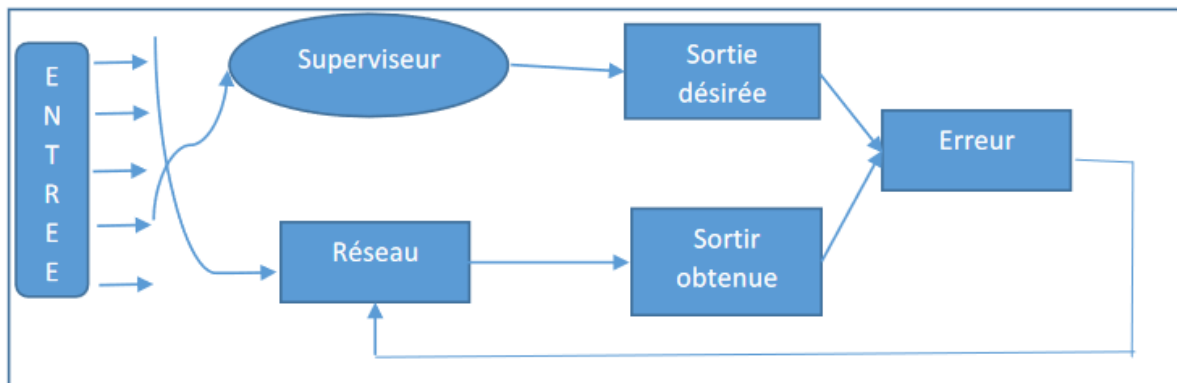 E
N
T
R
E
E
Superviseur
Sortie
désirée
Erreur
Réseau
Sortir
obtenue